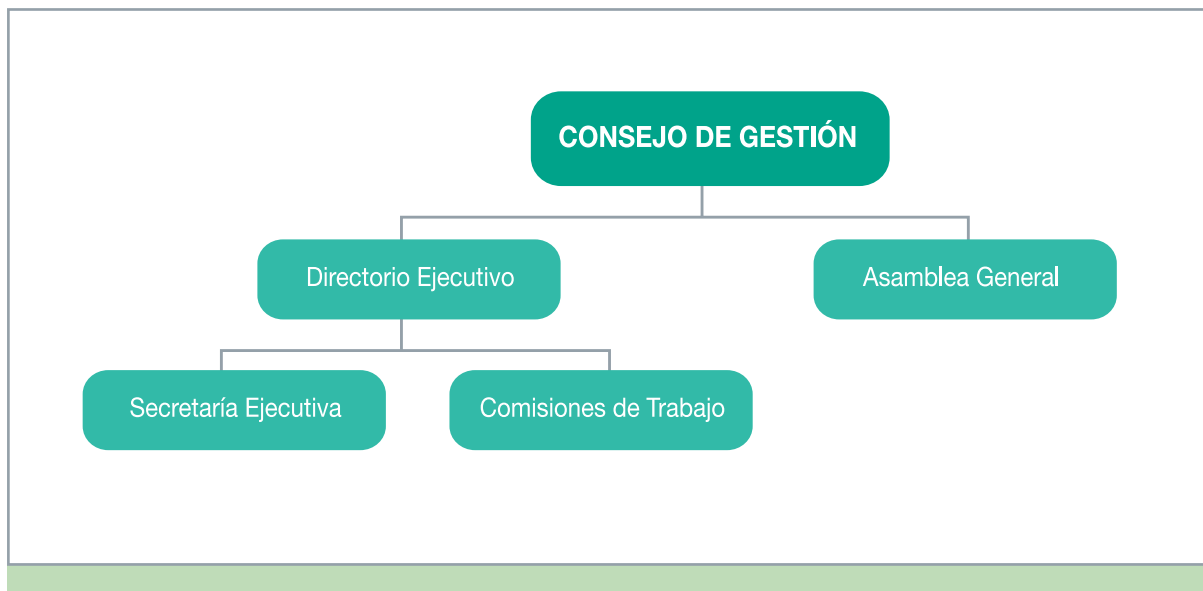 CONSEJO DE GESTIÓN
Directorio Ejecutivo
Asamblea General
Secretaría Ejecutiva
Comisiones de Trabajo